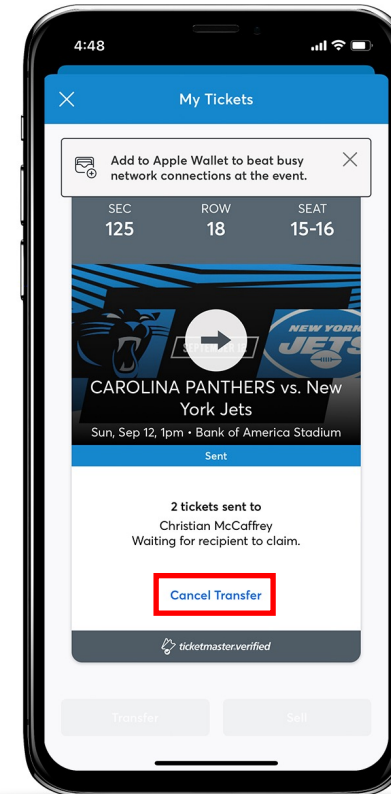 4:48
My Tickets
Add to Apple Wallet to beat busy
network connections at the event.
SEC ROW SEAT
125 18 15-16
NEW YORK
JETS
CAROLINA PANTHERS vs. New
York Jets
Sun, Sep 12, 1pm • Bank of America Stadium
Sent
2 tickets sent to
Christian McCaffrey
Waiting for recipient to claim.
Cancel Transfer
ticketmaster.verified
Transfer Sell